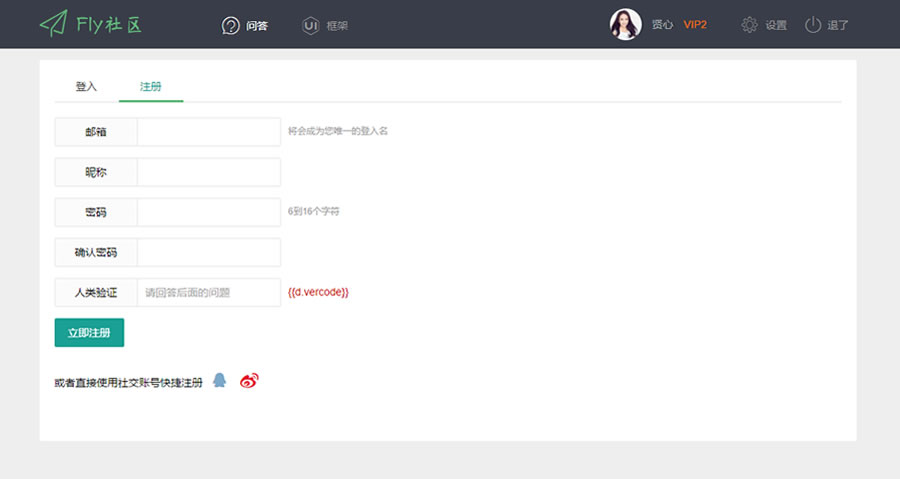 Fly社区 问答 UI 框架 贤心 VIP2 设置 退了
登入 注册
邮箱 将会成为您唯一的登入名
昵称
密码 6到16个字符
确认密码
人类验证 请回答后面的问题 {{d.vercode}}
立即注册
或者直接使用社交账号快捷注册